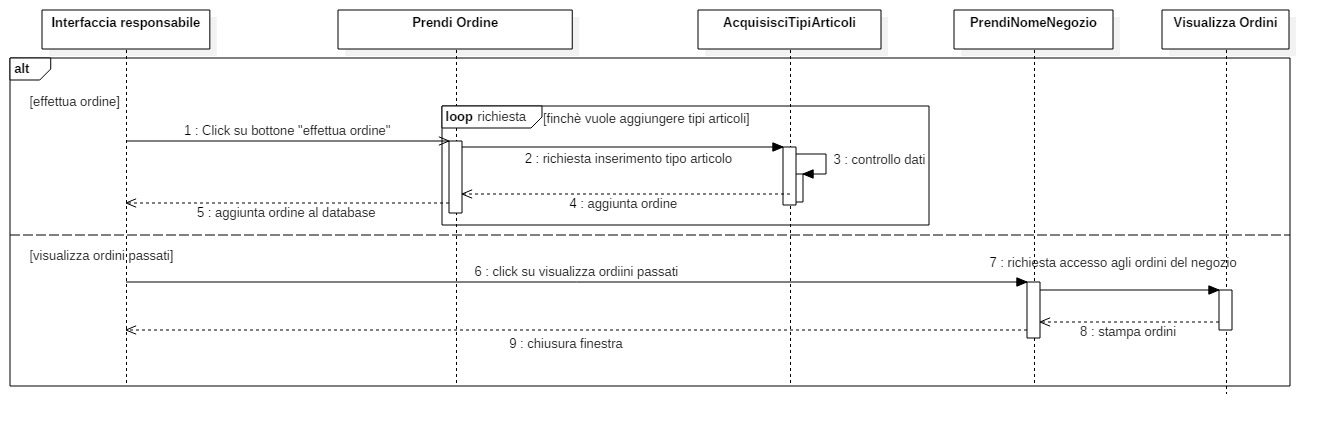 Interfaccia responsabile
Prendi Ordine
AcquisisciTipiArticoli
PrendiNomeNegozio
Visualizza Ordini
alt
[effettua ordine]
loop richiesta
[finchè vuole aggiungere tipi articoli]
1 : Click su bottone "effettua ordine"
2 : richiesta inserimento tipo articolo
3 : controllo dati
4 : aggiunta ordine
5 : aggiunta ordine al database
[visualizza ordini passati]
6 : click su visualizza ordiini passati
7 : richiesta accesso agli ordini del negozio
8 : stampa ordini
9 : chiusura finestra